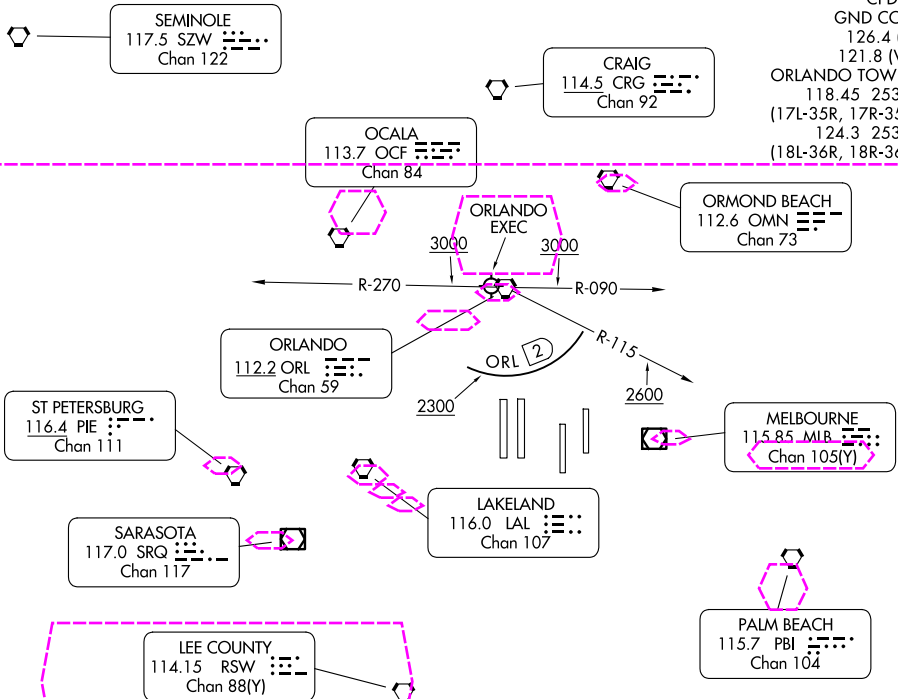 SEMINOLE
117.5 SZW
Chan 122
GND CO
126.4
121.8 (V
ORLANDO TOW
118.45 253
(17L-35R, 17R-35
124.3 253
(18L-36R, 18R-36
CRAIG
114.5 CRG
Chan 92
OCALA
113.7 OCF
Chan 84
ORMOND BEACH
112.6 OMN
Chan 73
ORLANDO
EXEC
3000
3000
R-270
R-090
R-115
ORLANDO
112.2 ORL
Chan 59
ORL 2
2300
2600
ST PETERSBURG
116.4 PIE
Chan 111
MELBOURNE
115.85 MLB
Chan 105(Y)
LAKELAND
116.0 LAL
Chan 107
SARASOTA
117.0 SRQ
Chan 117
PALM BEACH
115.7 PBI
Chan 104
LEE COUNTY
114.15 RSW
Chan 88(Y)